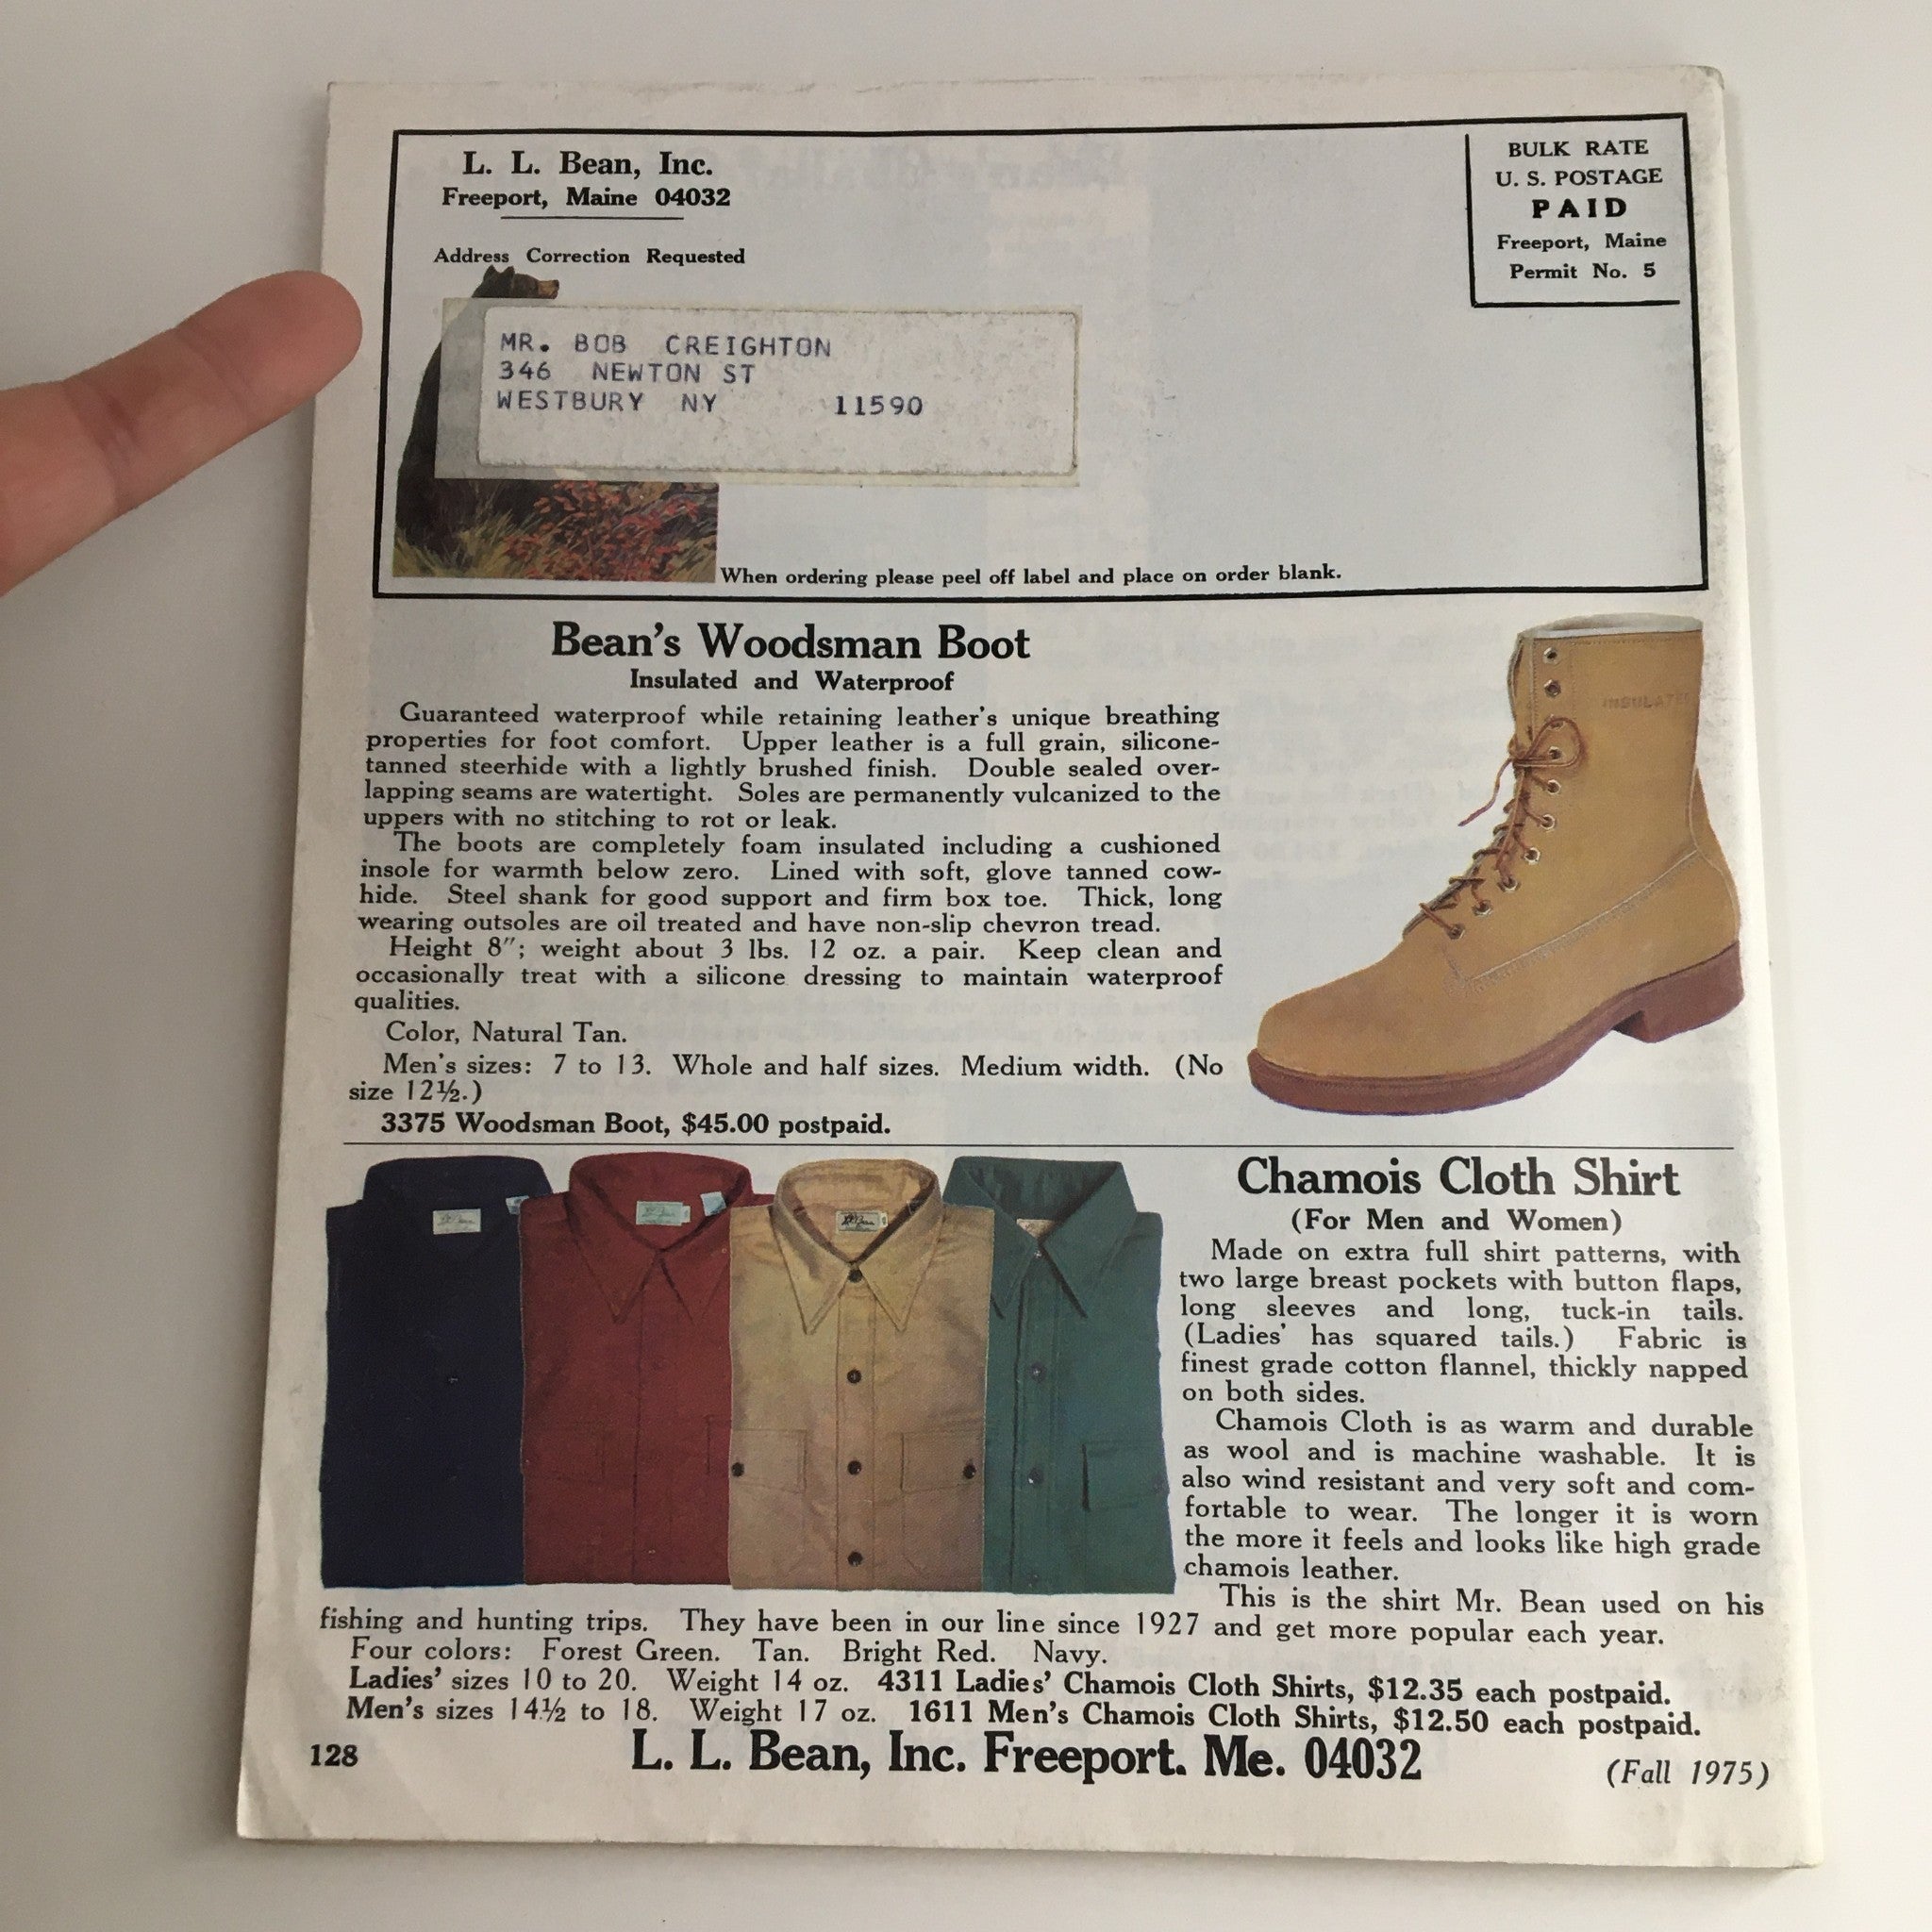 L. L. Bean, Inc.
Freeport, Maine 04032
Address Correction Requested
BULK RATE
U. S. POSTAGE
PAID
Freeport, Maine
Permit No. 5
MR. BOB CREIGHTON
346 NEWTON ST
WESTBURY NY 11590
When ordering please peel off label and place on order blank.
Bean's Woodsman Boot
Insulated and Waterproof
Guaranteed waterproof while retaining leather's unique breathing
properties for foot comfort. Upper leather is a full grain, silicone-
tanned steerhide with a lightly brushed finish. Double sealed over-
lapping seams are watertight. Soles are permanently vulcanized to the
uppers with no stitching to rot or leak.
The boots are completely foam insulated including a cushioned
insole for warmth below zero. Lined with soft, glove tanned cow-
hide. Steel shank for good support and firm box toe. Thick, long
wearing outsoles are oil treated and have non-slip chevron tread.
Height 8″; weight about 3 lbs. 12 oz. a pair. Keep clean and
occasionally treat with a silicone dressing to maintain waterproof
qualities.
Color, Natural Tan.
Men's sizes: 7 to 13. Whole and half sizes. Medium width. (No
size 12½.)
3375 Woodsman Boot, $45.00 postpaid.
Chamois Cloth Shirt
(For Men and Women)
Made on extra full shirt patterns, with
two large breast pockets with button flaps,
long sleeves and long, tuck-in tails.
(Ladies' has squared tails.) Fabric is
finest grade cotton flannel, thickly napped
on both sides.
Chamois Cloth is as warm and durable
as wool and is machine washable. It is
also wind resistant and very soft and com-
fortable to wear. The longer it is worn
the more it feels and looks like high grade
chamois leather.
This is the shirt Mr. Bean used on his
fishing and hunting trips. They have been in our line since 1927 and get more popular each year.
Four colors: Forest Green. Tan. Bright Red. Navy.
Ladies' sizes 10 to 20. Weight 14 oz. 4311 Ladies' Chamois Cloth Shirts, $12.35 each postpaid.
Men's sizes 14½ to 18. Weight 17 oz. 1611 Men's Chamois Cloth Shirts, $12.50 each postpaid.
128
L. L. Bean, Inc. Freeport. Me. 04032
(Fall 1975)